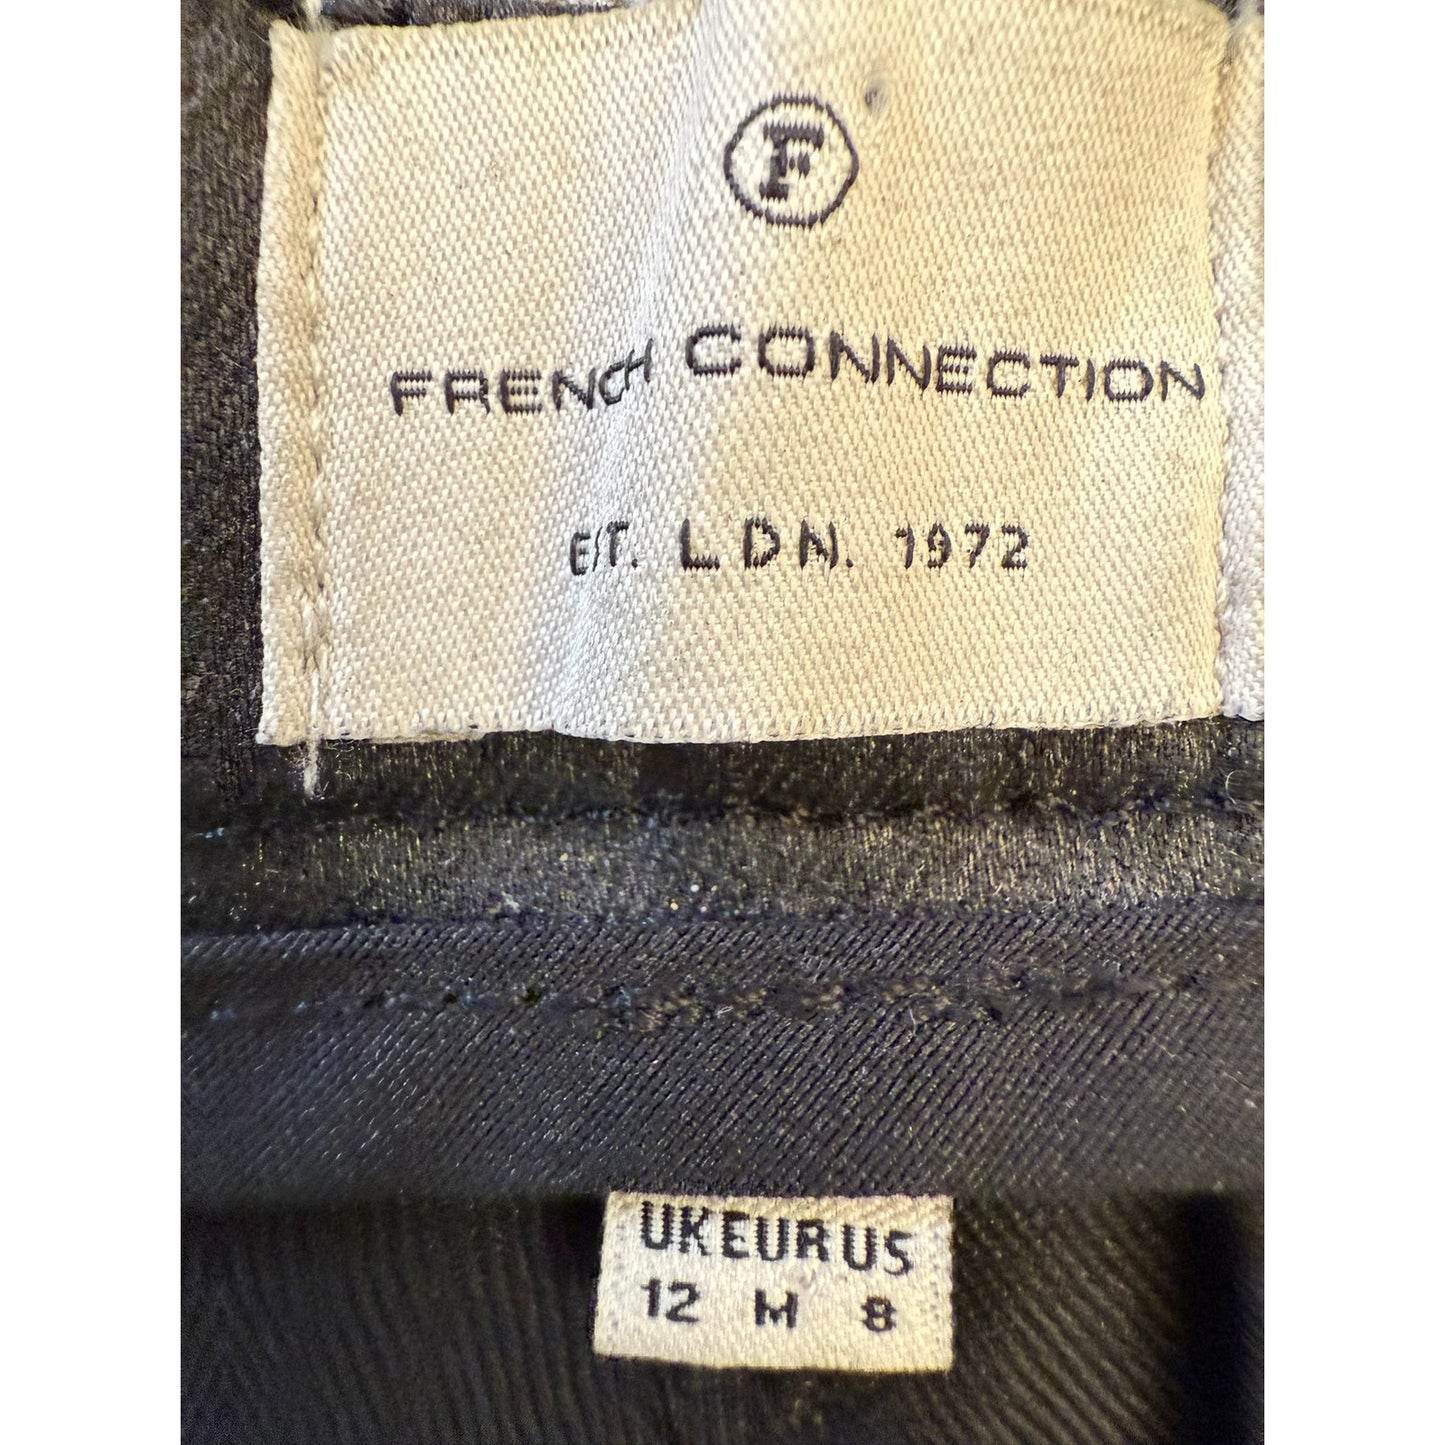 F
FRENCH CONNECTION
EST. LDN. 1972
UK EUR US
12 M 8